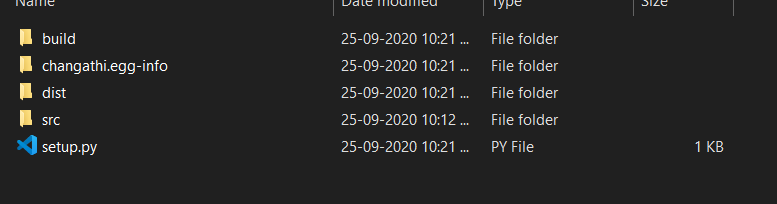 Name Date modified Type Size
build 25-09-2020 10:21 ... File folder
changathi.egg-info 25-09-2020 10:21 ... File folder
dist 25-09-2020 10:21 ... File folder
src 25-09-2020 10:12 ... File folder
setup.py 25-09-2020 10:21 ... PY File 1 KB